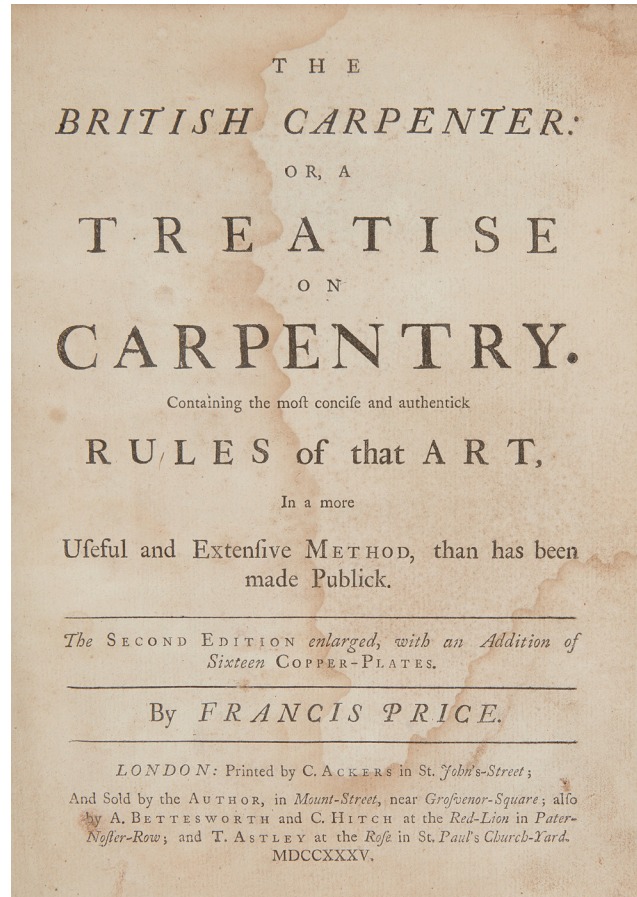 THE
BRITISH CARPENTER:
OR, A
TREATISE
ON
CARPENTRY.
Containing the moſt conciſe and authentick
RULES of that ART,
In a more
Uſeful and Extenſive METHOD, than has been
made Publick.
The SECOND EDITION enlarged, with an Addition of
Sixteen COPPER-PLATES.
By FRANCIS PRICE.
LONDON: Printed by C. ACKERS in St. John's-Street;
And Sold by the AUTHOR, in Mount-Street, near Groſvenor-Square; alſo
by A. BETTESWORTH and C. HITCH at the Red-Lion in Pater-
Noſter-Row; and T. ASTLEY at the Roſe in St. Paul's Church-Yard.
MDCCXXXV.